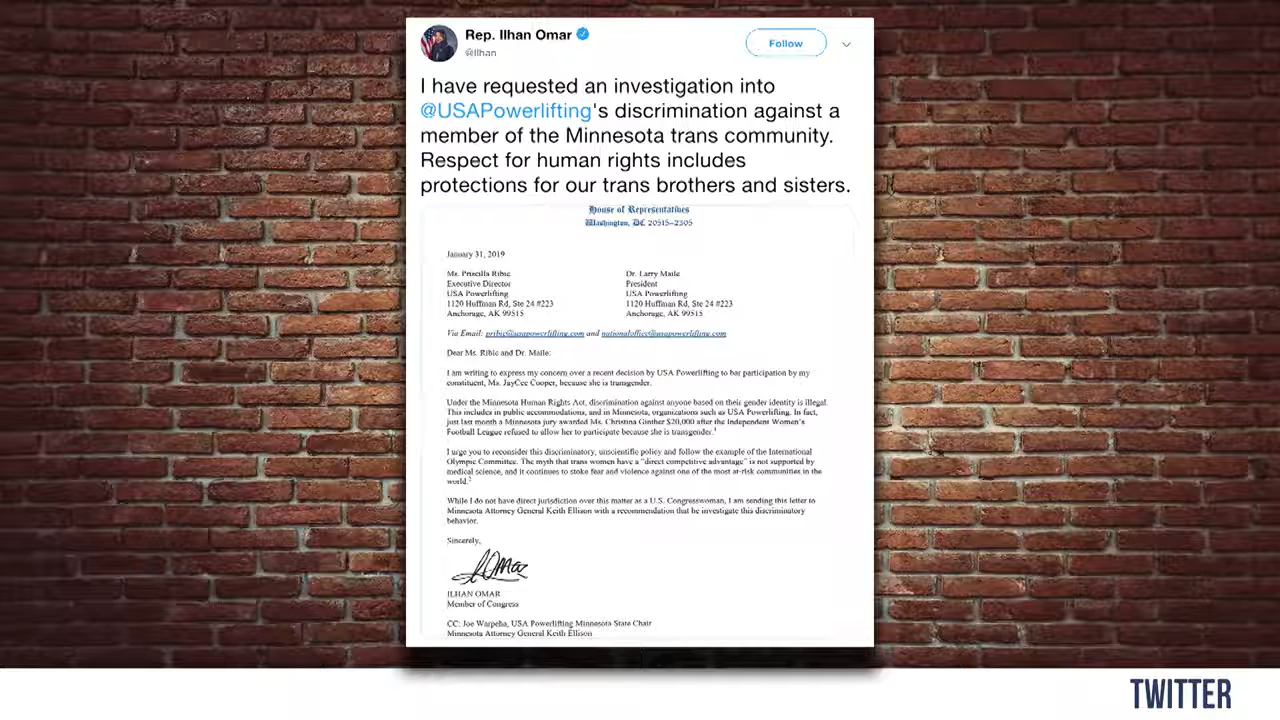 Rep. Ilhan Omar
@Ilhan
Follow
I have requested an investigation into
@USAPowerlifting's discrimination against a
member of the Minnesota trans community.
Respect for human rights includes
protections for our trans brothers and sisters.
House of Representatives
Washington, DC 20515-2305
January 31, 2019
Ms. Priscilla Ribic
Executive Director
USA Powerlifting
1120 Huffman Rd, Ste 24 #223
Anchorage, AK 99515
Dr. Larry Maile
President
USA Powerlifting
1120 Huffman Rd, Ste 24 #223
Anchorage, AK 99515
Via Email: pribic@usapowerlifting.com and nationaloffice@usapowerlifting.com
Dear Ms. Ribic and Dr. Maile:
I am writing to express my concern over a recent decision by USA Powerlifting to bar participation by my
constituent, Ms. JayCee Cooper, because she is transgender.
Under the Minnesota Human Rights Act, discrimination against anyone based on their gender identity is illegal.
This includes in public accommodations, and in Minnesota, organizations such as USA Powerlifting. In fact,
just last month a Minnesota jury awarded Ms. Christina Ginther $20,000 after the Independent Women's
Football League refused to allow her to participate because she is transgender.1
I urge you to reconsider this discriminatory, unscientific policy and follow the example of the International
Olympic Committee. The myth that trans women have a "direct competitive advantage" is not supported by
medical science, and it continues to stoke fear and violence against one of the most at-risk communities in the
world.2
While I do not have direct jurisdiction over this matter as a U.S. Congresswoman, I am sending this letter to
Minnesota Attorney General Keith Ellison with a recommendation that he investigate this discriminatory
behavior.
Sincerely,
ILHAN OMAR
Member of Congress
CC: Joe Warpeha, USA Powerlifting Minnesota State Chair
Minnesota Attorney General Keith Ellison
TWITTER